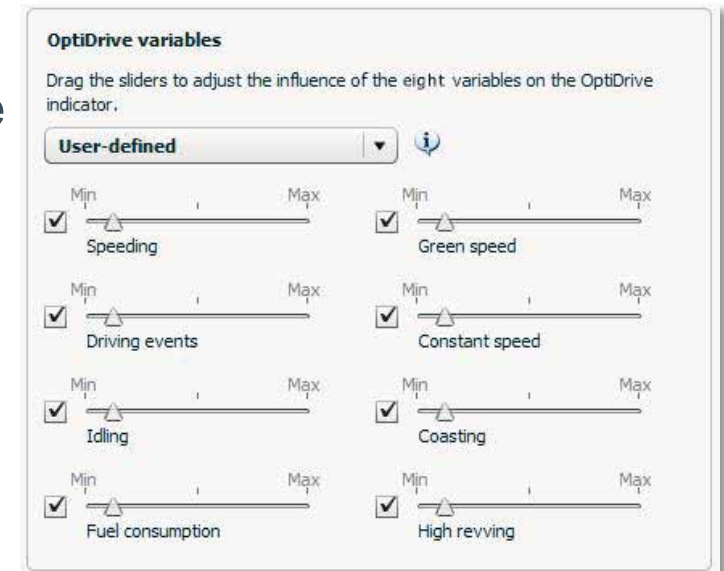 OptiDrive variables
Drag the sliders to adjust the influence of the eight variables on the OptiDrive
indicator.
e
User-defined
Min Max Min Max
Speeding Green speed
Min Max Min Max
Driving events Constant speed
Min Max Min Max
Idling Coasting
Min Max Min Max
Fuel consumption High revving